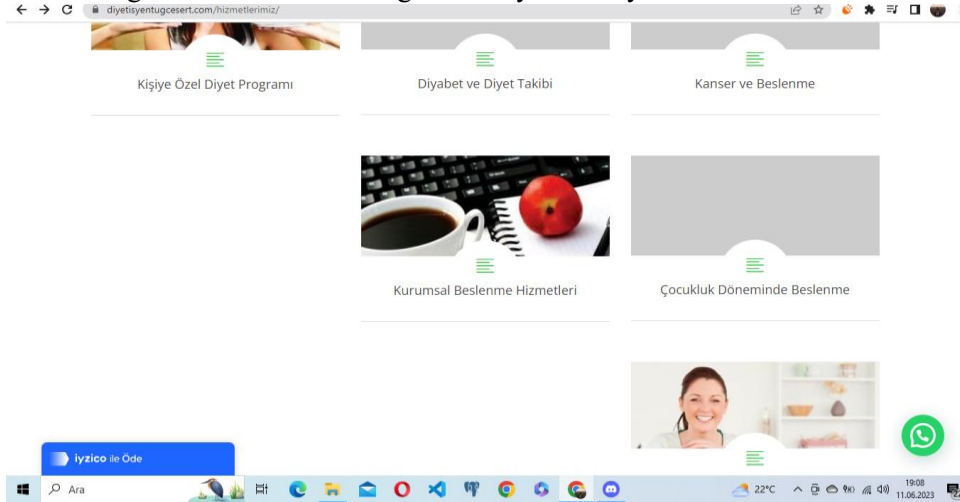 diyetisyentugcesert.com/hizmetlerimiz/
Kişiye Özel Diyet Programı
Diyabet ve Diyet Takibi
Kanser ve Beslenme
Kurumsal Beslenme Hizmetleri
Çocukluk Döneminde Beslenme
iyzico ile Öde
Ara
22°C
19:08
11.06.2023